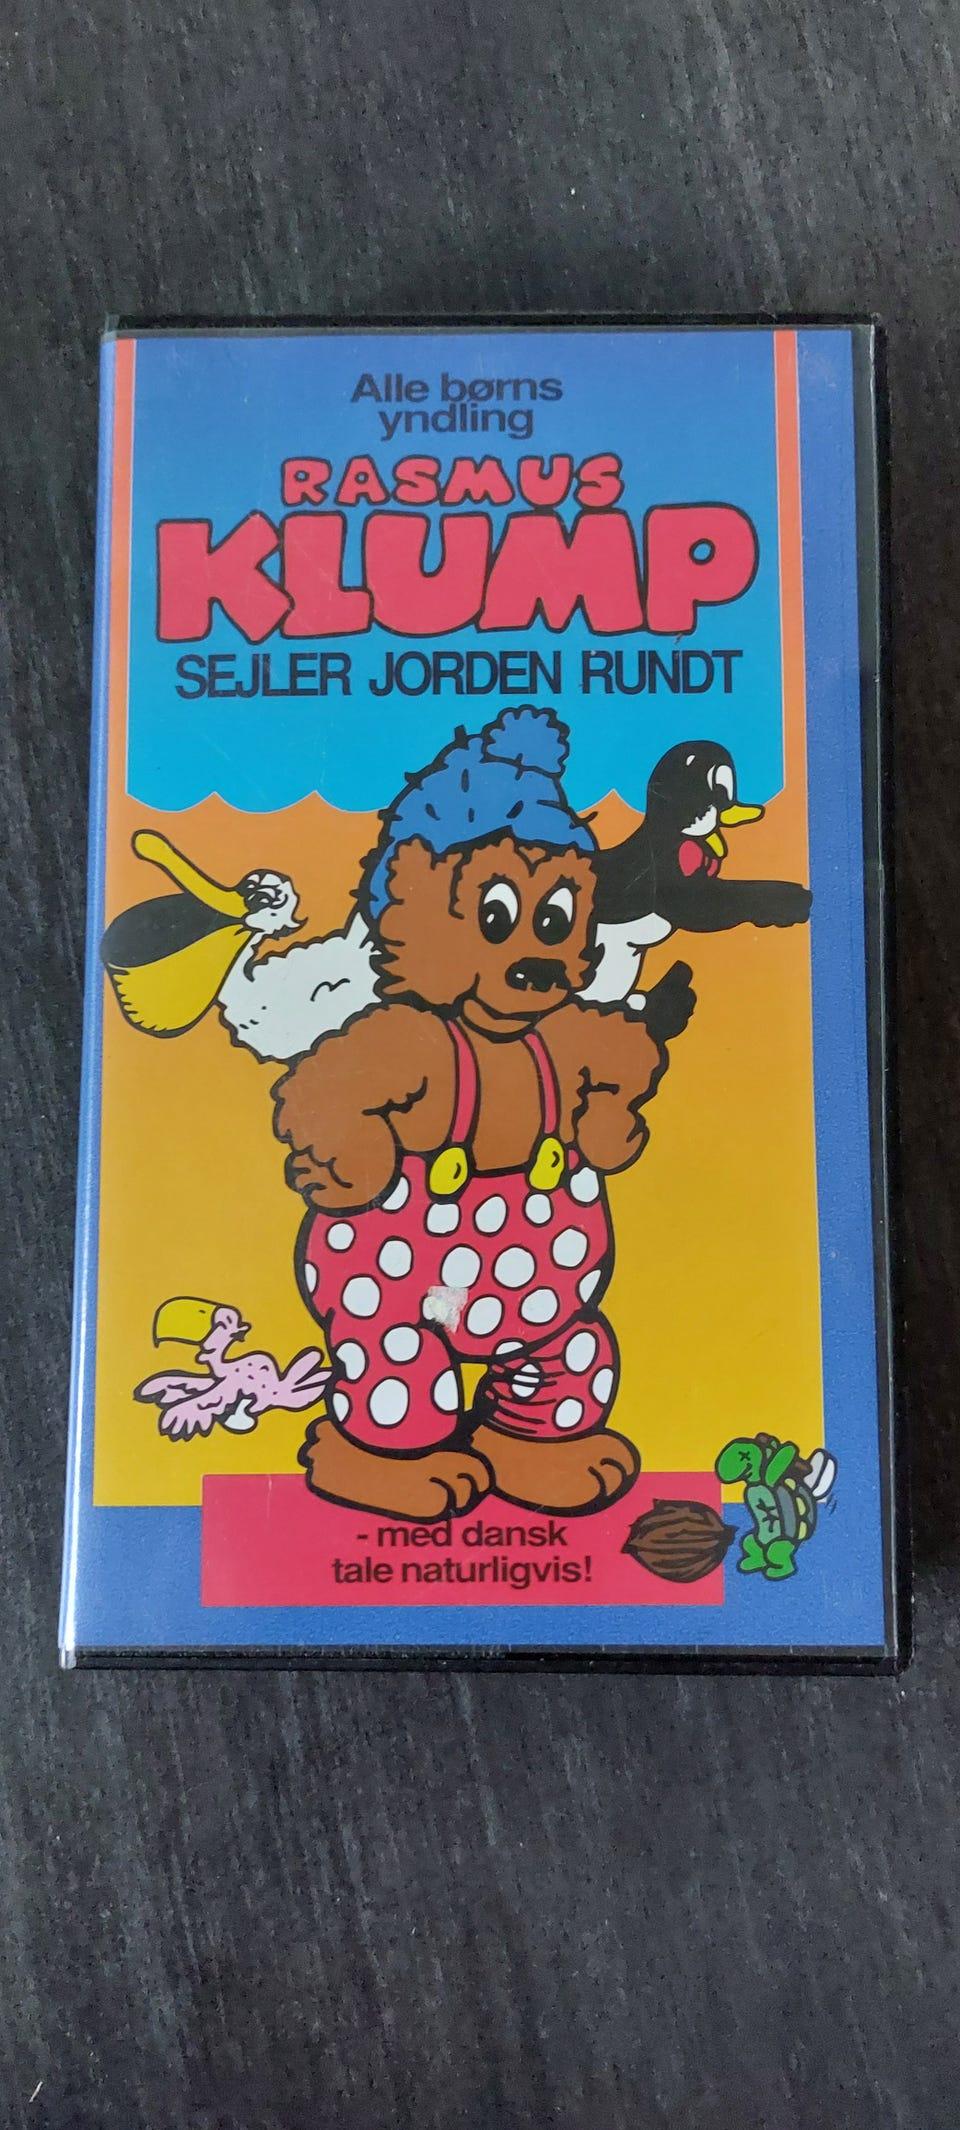 Alle børns
yndling
RASMUS
KLUMP
SEJLER JORDEN RUNDT
- med dansk
tale naturligvis!